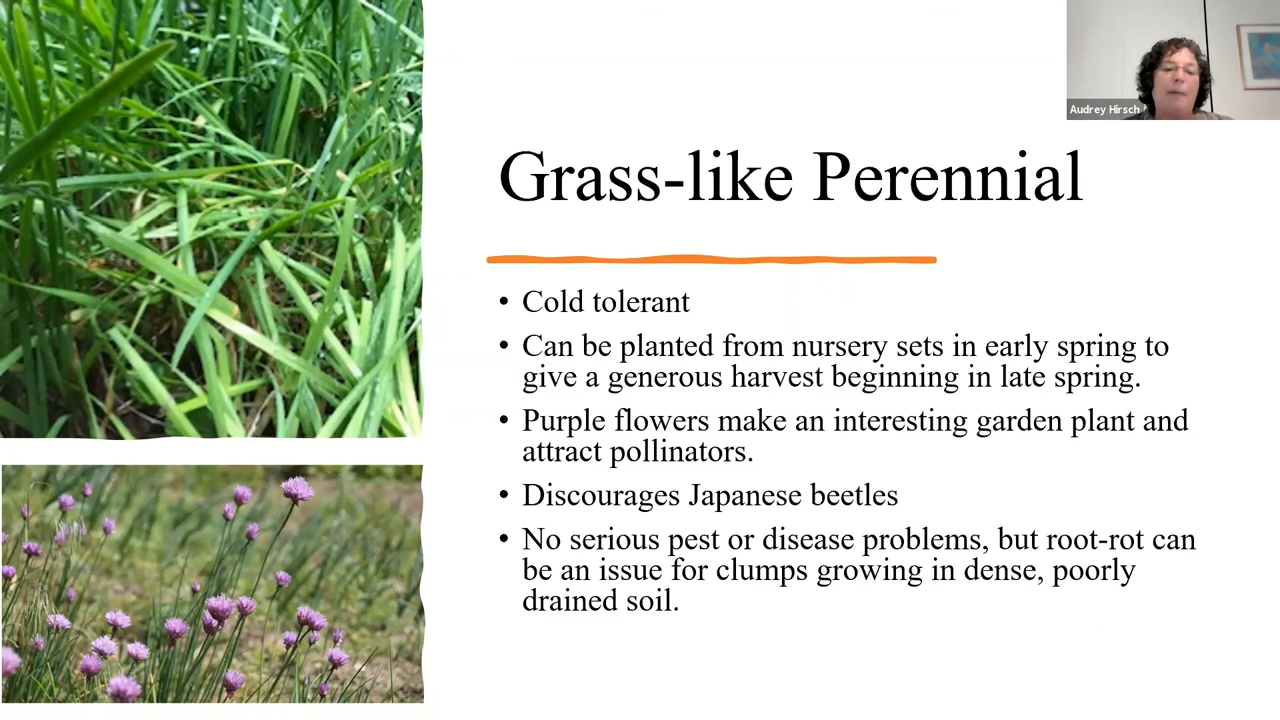 Audrey Hirsch
Grass-like Perennial
• Cold tolerant
• Can be planted from nursery sets in early spring to
give a generous harvest beginning in late spring.
• Purple flowers make an interesting garden plant and
attract pollinators.
• Discourages Japanese beetles
• No serious pest or disease problems, but root-rot can
be an issue for clumps growing in dense, poorly
drained soil.